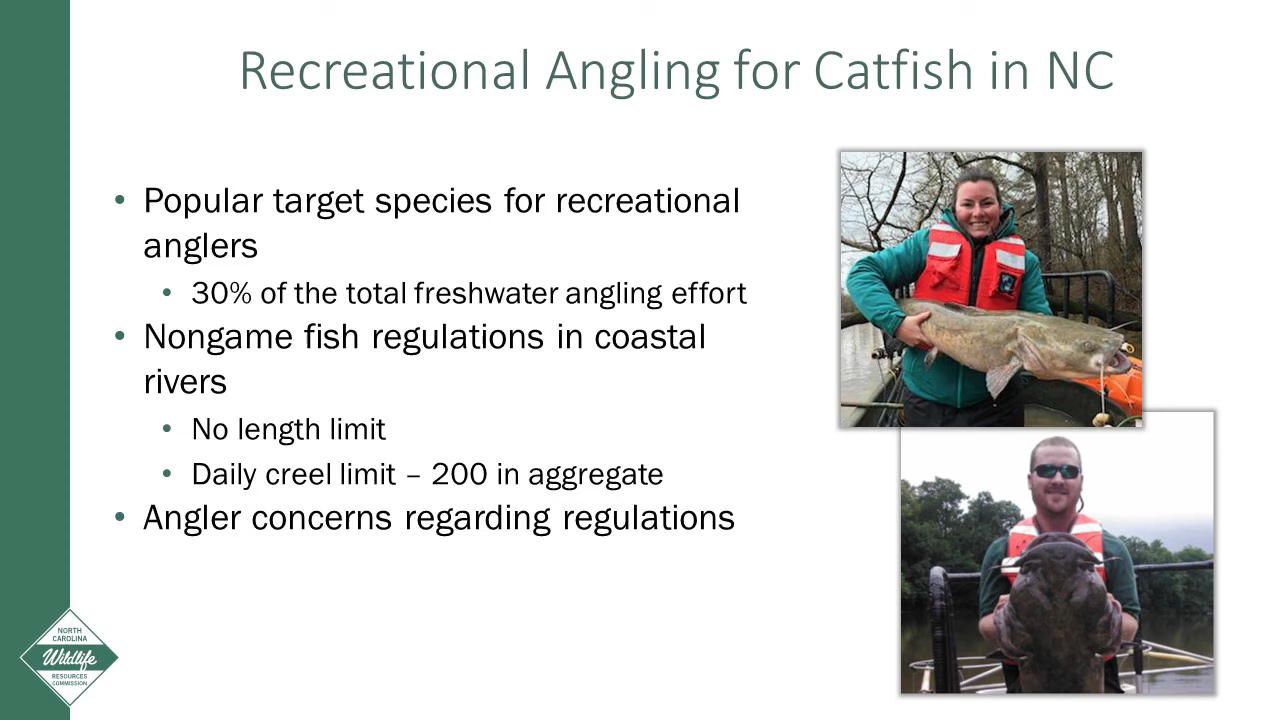 Recreational Angling for Catfish in NC
• Popular target species for recreational
anglers
• 30% of the total freshwater angling effort
• Nongame fish regulations in coastal
rivers
• No length limit
• Daily creel limit – 200 in aggregate
• Angler concerns regarding regulations
NORTH
CAROLINA
Wildlife
RESOURCES
COMMISSION